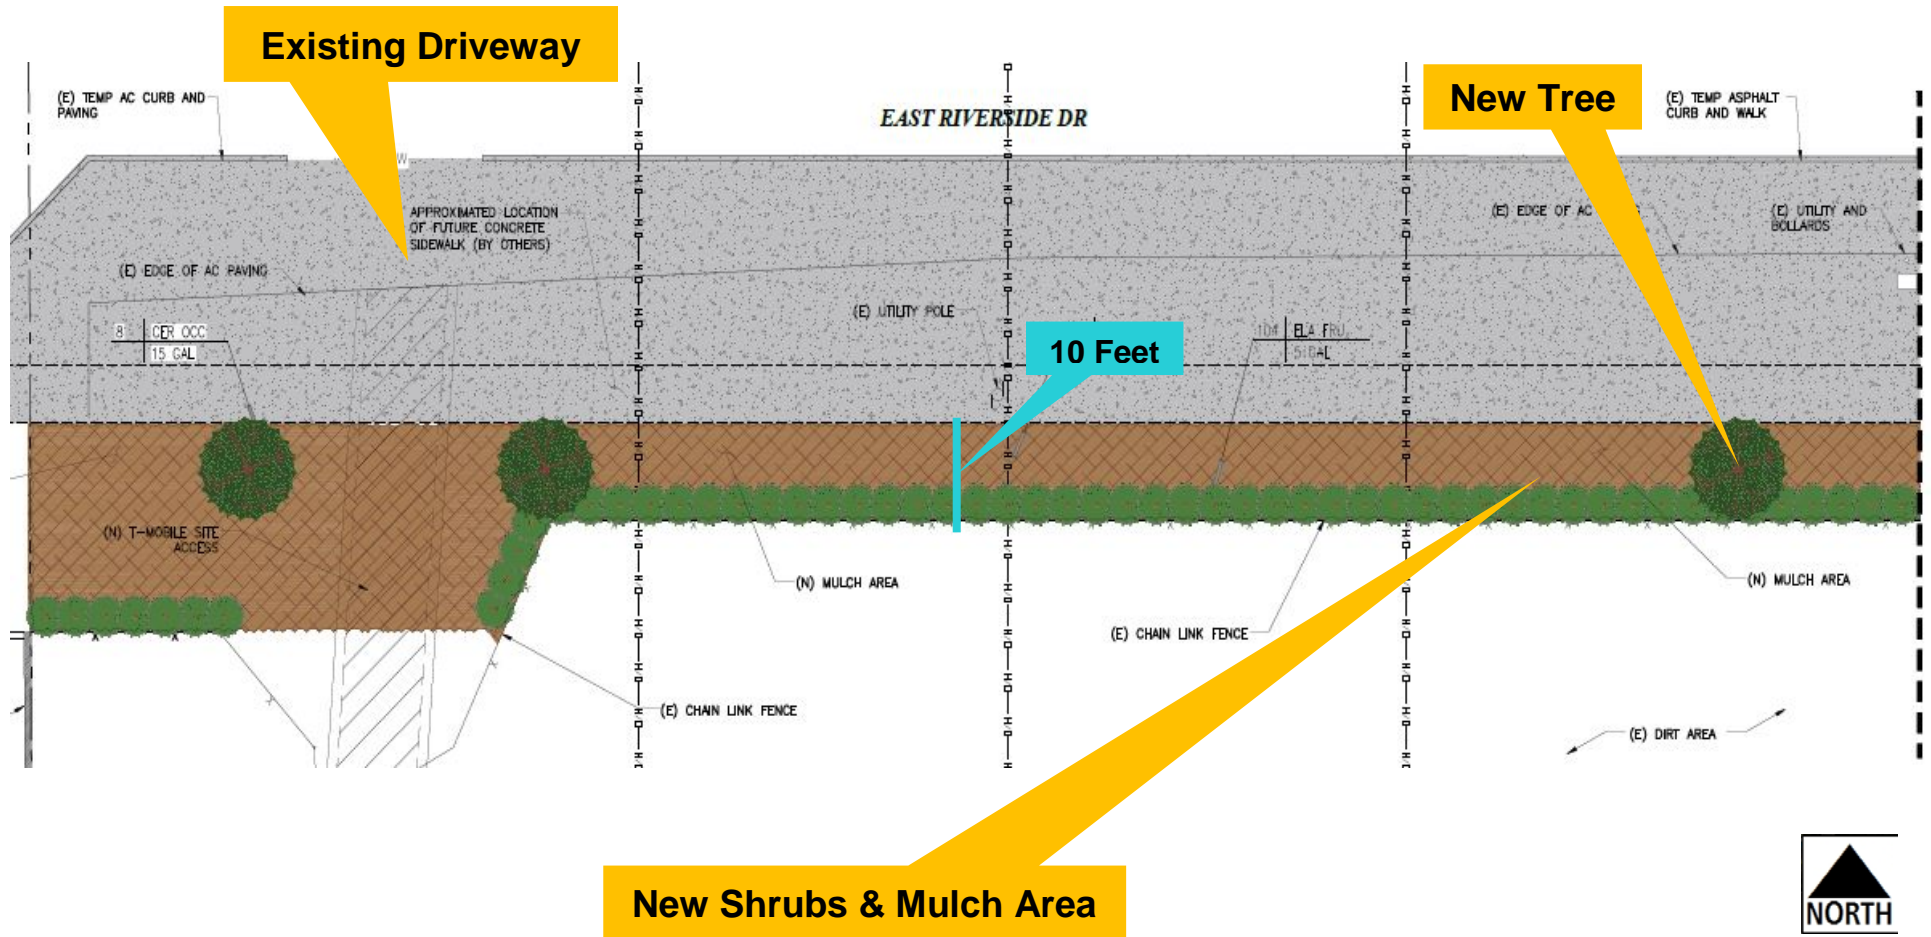 Existing Driveway
New Tree
(E) TEMP AC CURB AND
PAVING
EAST RIVERSIDE DR
(E) TEMP ASPHALT
CURB AND WALK
W
APPROXIMATED LOCATION
OF FUTURE CONCRETE
SIDEWALK (BY OTHERS)
(E) EDGE OF AC
(E) UTILITY AND
BOLLARDS
(E) EDGE OF AC PAVING
(E) UTILITY POLE
8 CER OCC
15 GAL
10 Feet
104 ELA FRU
5 GAL
(N) T-MOBILE SITE
ACCESS
(N) MULCH AREA
(N) MULCH AREA
(E) CHAIN LINK FENCE
(E) CHAIN LINK FENCE
(E) DIRT AREA
New Shrubs & Mulch Area
NORTH